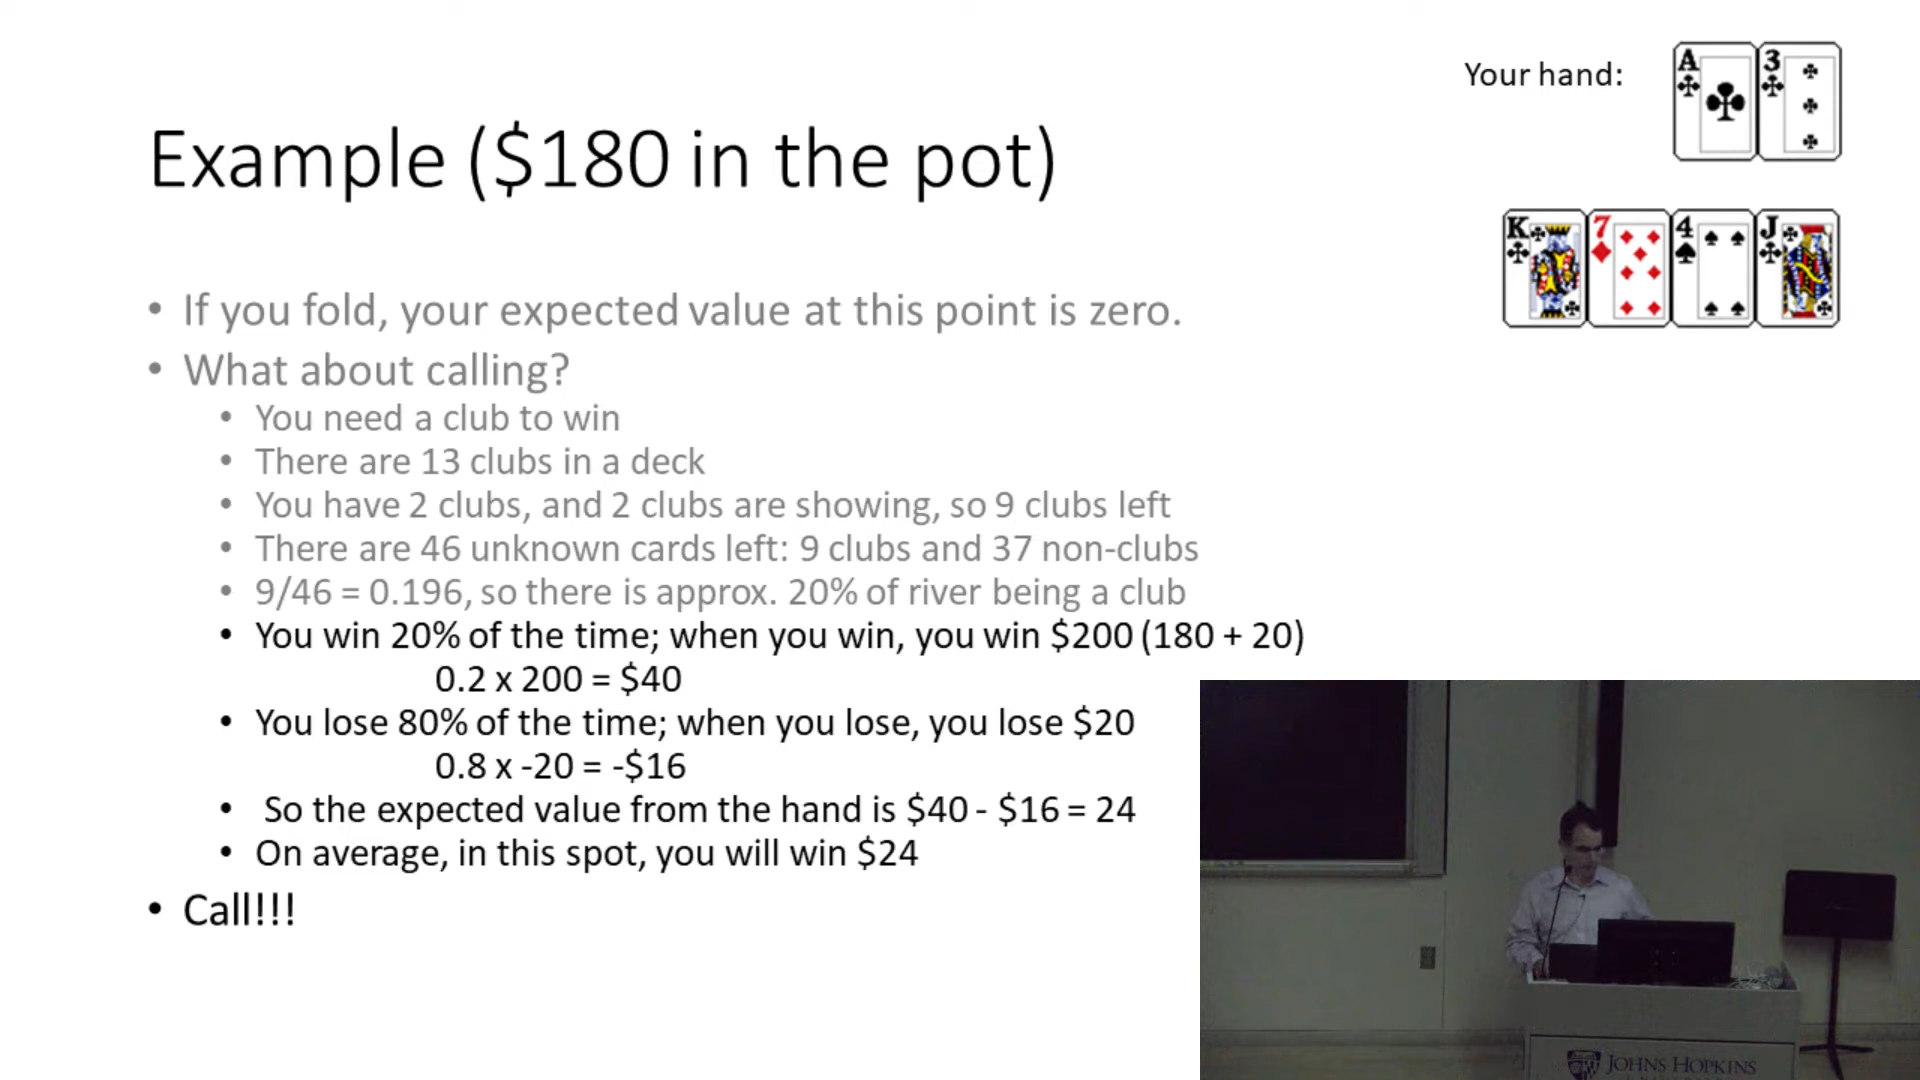 Your hand:
A 3
Example ($180 in the pot)
K 7 4 J
• If you fold, your expected value at this point is zero.
• What about calling?
• You need a club to win
• There are 13 clubs in a deck
• You have 2 clubs, and 2 clubs are showing, so 9 clubs left
• There are 46 unknown cards left: 9 clubs and 37 non-clubs
• 9/46 = 0.196, so there is approx. 20% of river being a club
• You win 20% of the time; when you win, you win $200 (180 + 20)
0.2 x 200 = $40
• You lose 80% of the time; when you lose, you lose $20
0.8 x -20 = -$16
• So the expected value from the hand is $40 - $16 = 24
• On average, in this spot, you will win $24
• Call!!!
JOHNS HOPKINS